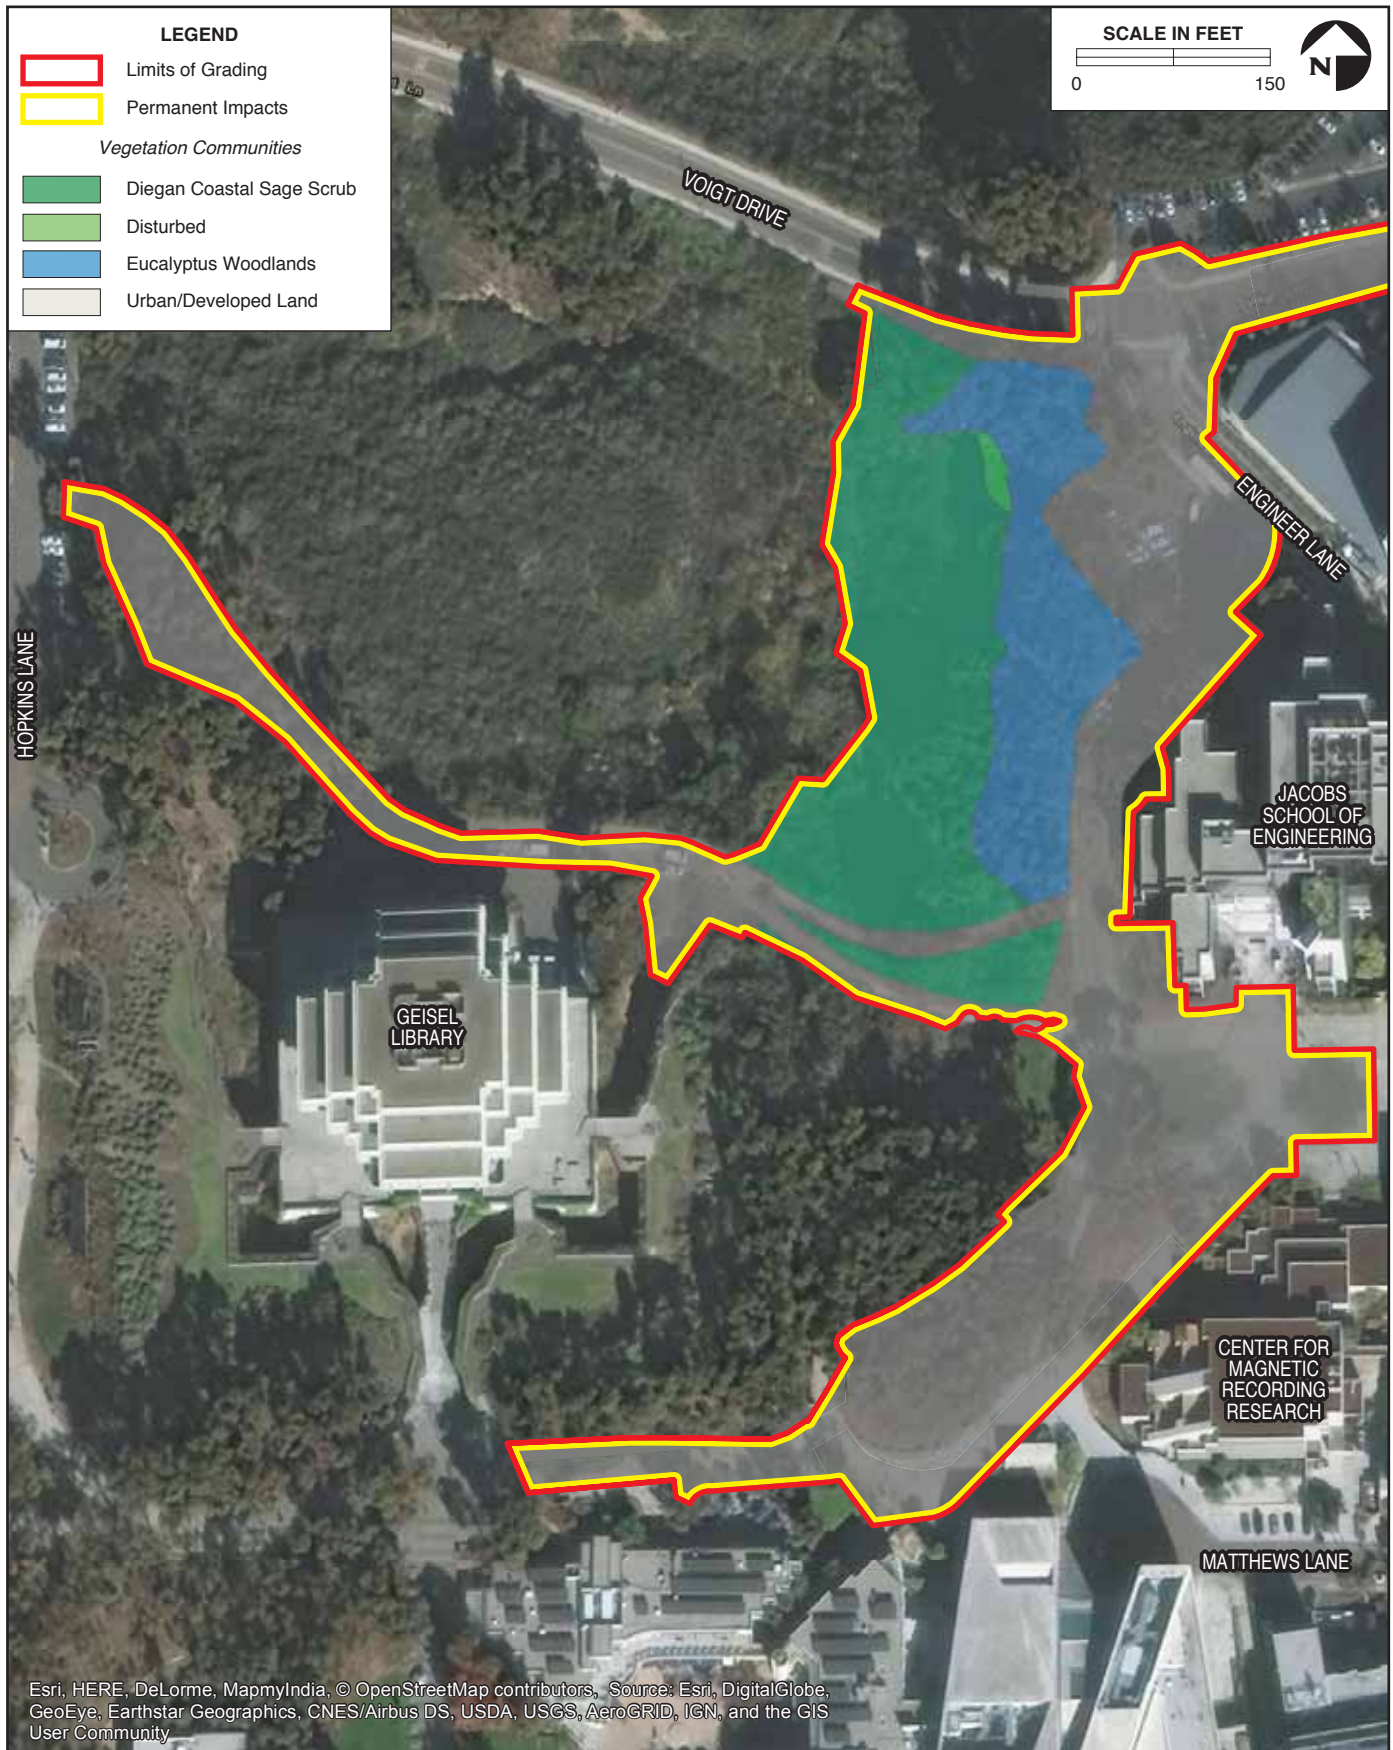 LEGEND
Limits of Grading
Permanent Impacts
Vegetation Communities
Diegan Coastal Sage Scrub
Disturbed
Eucalyptus Woodlands
Urban/Developed Land
SCALE IN FEET
0 150
N
VOIGT DRIVE
ENGINEER LANE
HOPKINS LANE
JACOBS
SCHOOL OF
ENGINEERING
GEISEL
LIBRARY
CENTER FOR
MAGNETIC
RECORDING
RESEARCH
MATTHEWS LANE
Esri, HERE, DeLorme, MapmyIndia, © OpenStreetMap contributors, Source: Esri, DigitalGlobe,
GeoEye, Earthstar Geographics, CNES/Airbus DS, USDA, USGS, AeroGRID, IGN, and the GIS
User Community